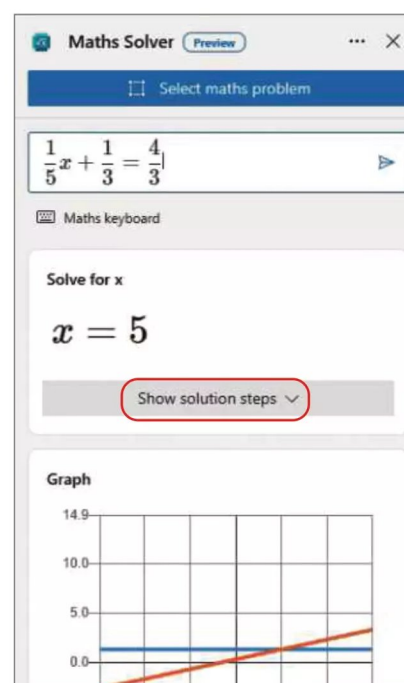 Maths Solver Preview
Select maths problem
1/5 x + 1/3 = 4/3
Maths keyboard
Solve for x
x = 5
Show solution steps
Graph
14.9
10.0
5.0
0.0